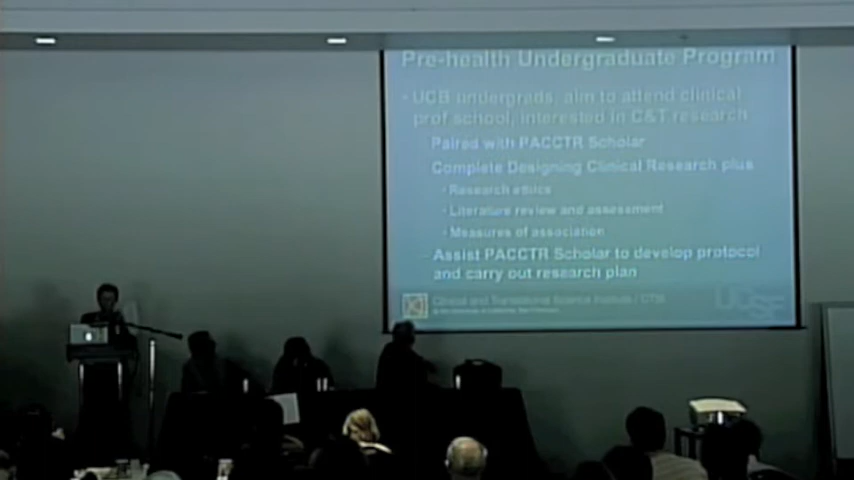 Pre-health Undergraduate Program
• UCB undergrads, aim to attend clinical
prof school, interested in C&T research
Paired with PACCTR Scholar
Complete Designing Clinical Research plus
• Research ethics
• Literature review and assessment
• Measures of association
– Assist PACCTR Scholar to develop protocol
and carry out research plan
Clinical and Translational Science Institute / CTSI
UCSF